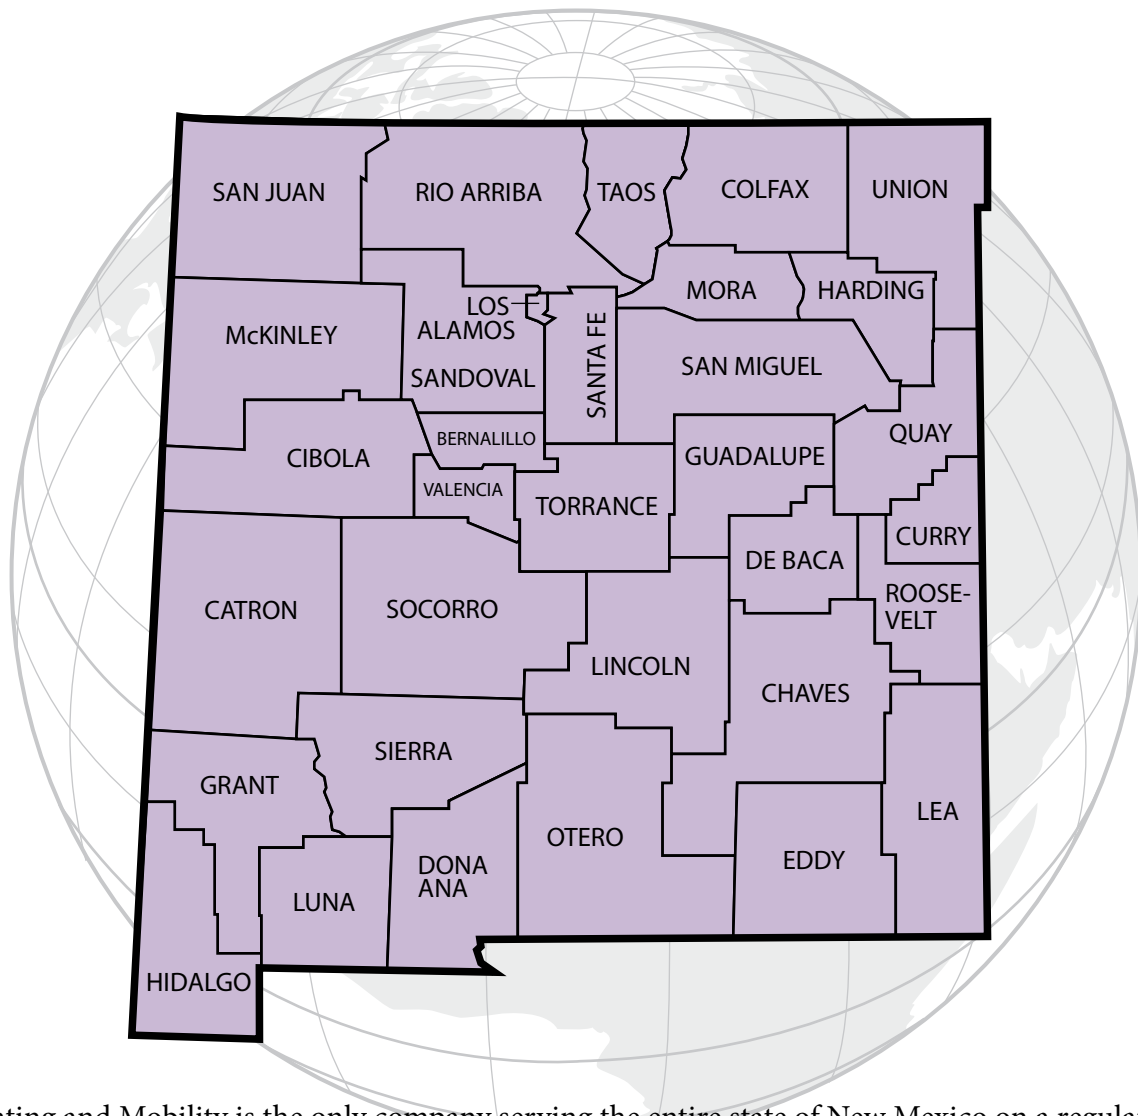 SAN JUAN
RIO ARRIBA
TAOS
COLFAX
UNION
LOS
ALAMOS
MORA
HARDING
McKINLEY
SANDOVAL
SANTA FE
SAN MIGUEL
CIBOLA
BERNALILLO
GUADALUPE
QUAY
VALENCIA
TORRANCE
CURRY
DE BACA
ROOSE-
VELT
CATRON
SOCORRO
LINCOLN
CHAVES
SIERRA
GRANT
OTERO
LEA
DONA
ANA
EDDY
LUNA
HIDALGO
and Mobility is the only company serving the entire state of New Mexico on a